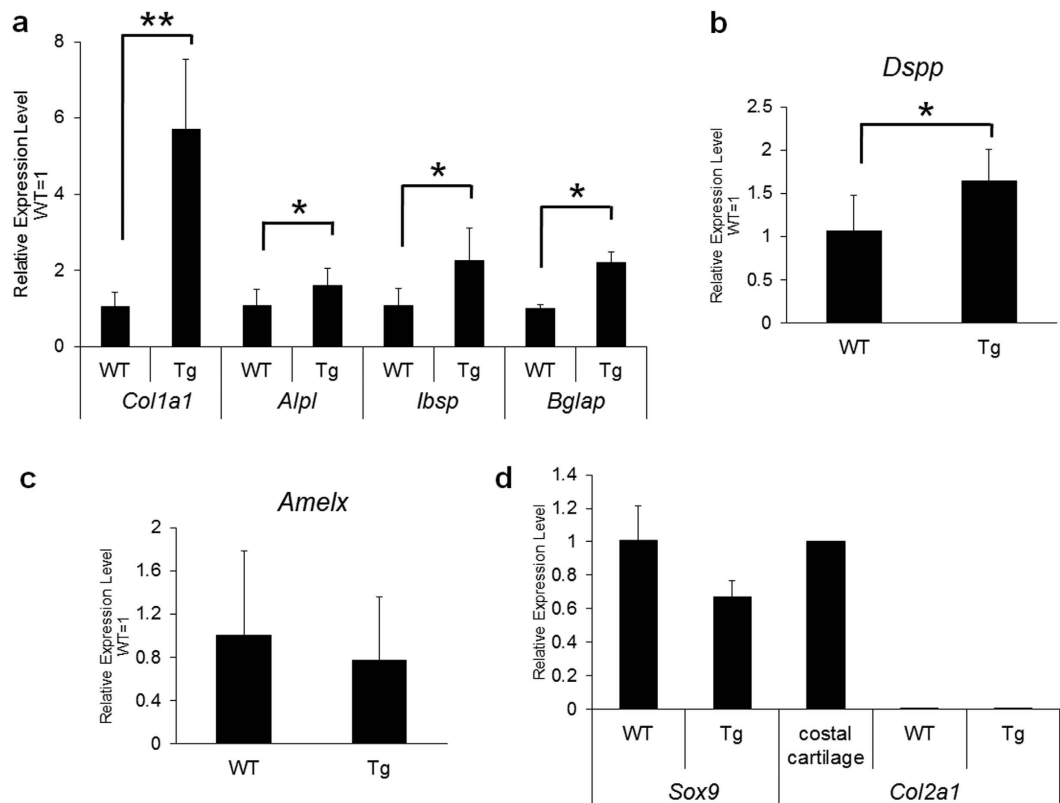 a
**
8
6
4
2
0
Relative Expression Level
WT=1
*
*
*
WT Tg WT Tg WT Tg WT Tg
Col1a1 Alpl Ibsp Bglap
b
Dspp
2.5
2
1.5
1
0.5
0
Relative Expression Level
WT=1
*
WT Tg
c
Amelx
2
1.6
1.2
0.8
0.4
0
Relative Expression Level
WT=1
WT Tg
d
1.4
1.2
1
0.8
0.6
0.4
0.2
0
Relative Expression Level
WT Tg costal WT Tg
cartilage
Sox9 Col2a1